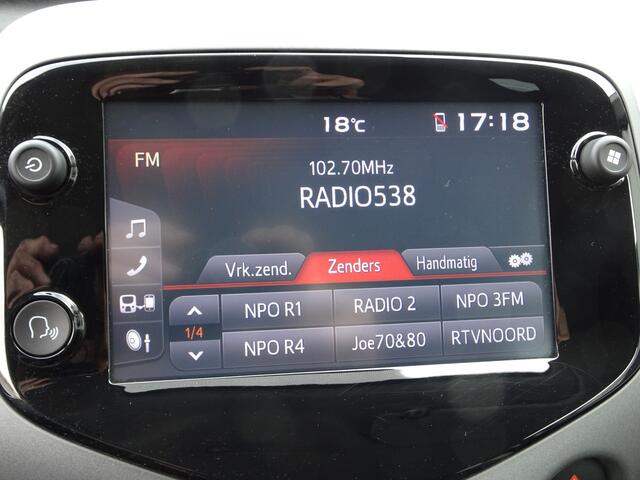 18°C 17:18
FM
102.70MHz
RADIO538
Vrk.zend. Zenders Handmatig
NPO R1 RADIO 2 NPO 3FM
1/4
NPO R4 Joe70&80 RTVNOORD